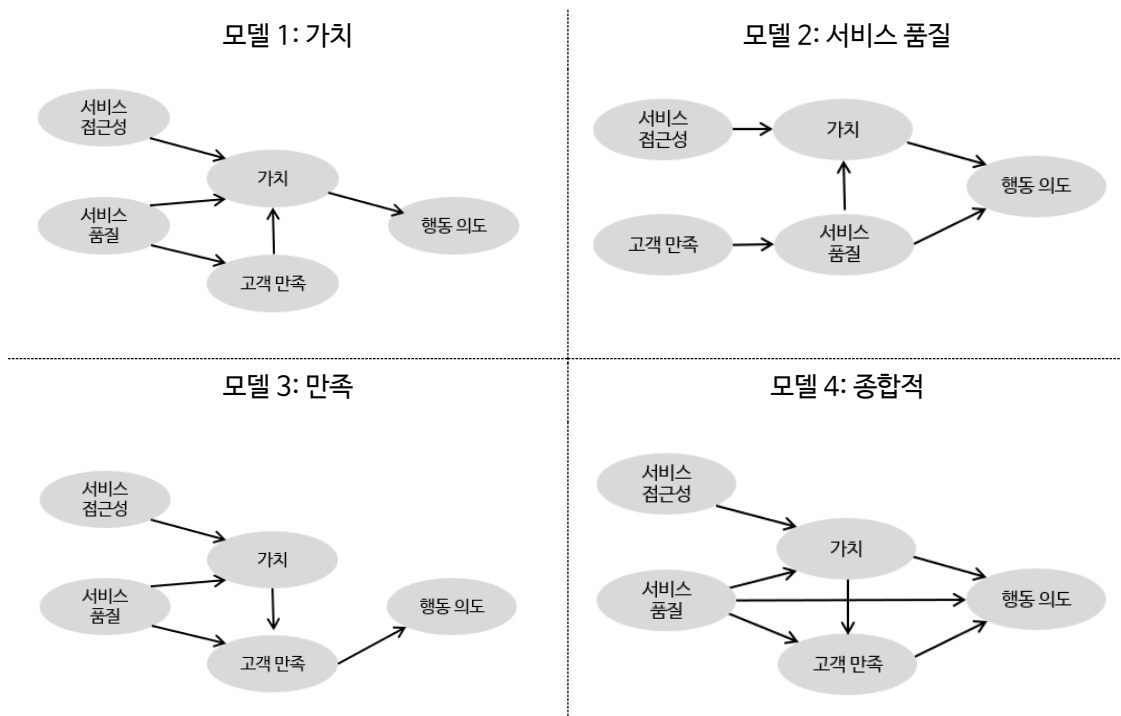 모델 1: 가치
서비스
접근성
가치
서비스
품질
행동 의도
고객 만족
모델 2: 서비스 품질
서비스
접근성
가치
행동 의도
고객 만족
서비스
품질
모델 3: 만족
서비스
접근성
가치
서비스
품질
행동 의도
고객 만족
모델 4: 종합적
서비스
접근성
가치
서비스
품질
행동 의도
고객 만족